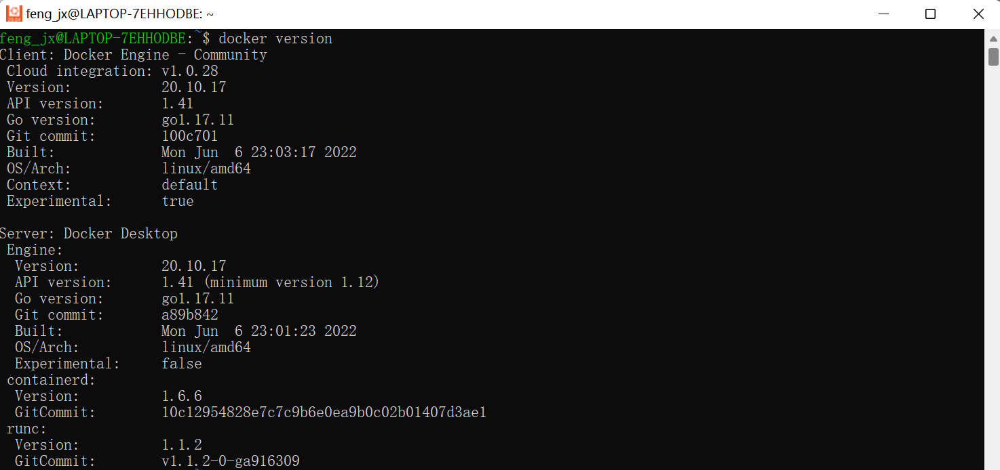 feng_jx@LAPTOP-7EHHODBE: ~
feng_jx@LAPTOP-7EHHODBE:~$ docker version
Client: Docker Engine - Community
 Cloud integration: v1.0.28
 Version:           20.10.17
 API version:       1.41
 Go version:        go1.17.11
 Git commit:        100c701
 Built:             Mon Jun  6 23:03:17 2022
 OS/Arch:           linux/amd64
 Context:           default
 Experimental:      true

Server: Docker Desktop
 Engine:
  Version:          20.10.17
  API version:      1.41 (minimum version 1.12)
  Go version:       go1.17.11
  Git commit:       a89b842
  Built:            Mon Jun  6 23:01:23 2022
  OS/Arch:          linux/amd64
  Experimental:     false
 containerd:
  Version:          1.6.6
  GitCommit:        10c12954828e7c7c9b6e0ea9b0c02b01407d3ae1
 runc:
  Version:          1.1.2
  GitCommit:        v1.1.2-0-ga916309